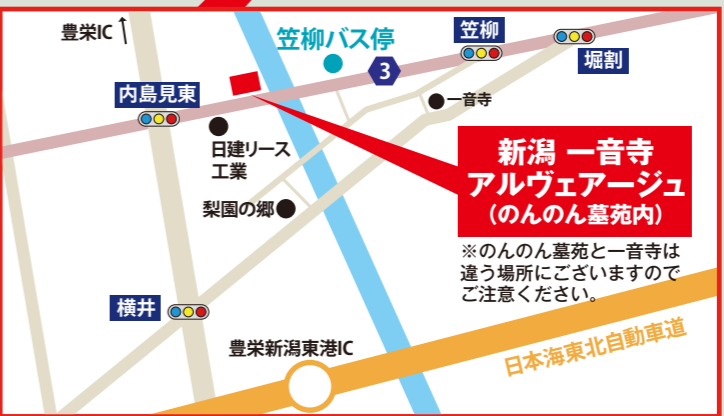 豊栄IC
笠柳バス停
笠柳
堀割
3
内島見東
一音寺
日建リース
工業
新潟 一音寺
アルヴェアージュ
(のんのん墓苑内)
梨園の郷
※のんのん墓苑と一音寺は
違う場所にございますので
ご注意ください。
横井
豊栄新潟東港IC
日本海東北自動車道